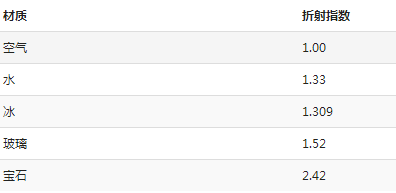 材质 折射指数
空气 1.00
水 1.33
冰 1.309
玻璃 1.52
宝石 2.42